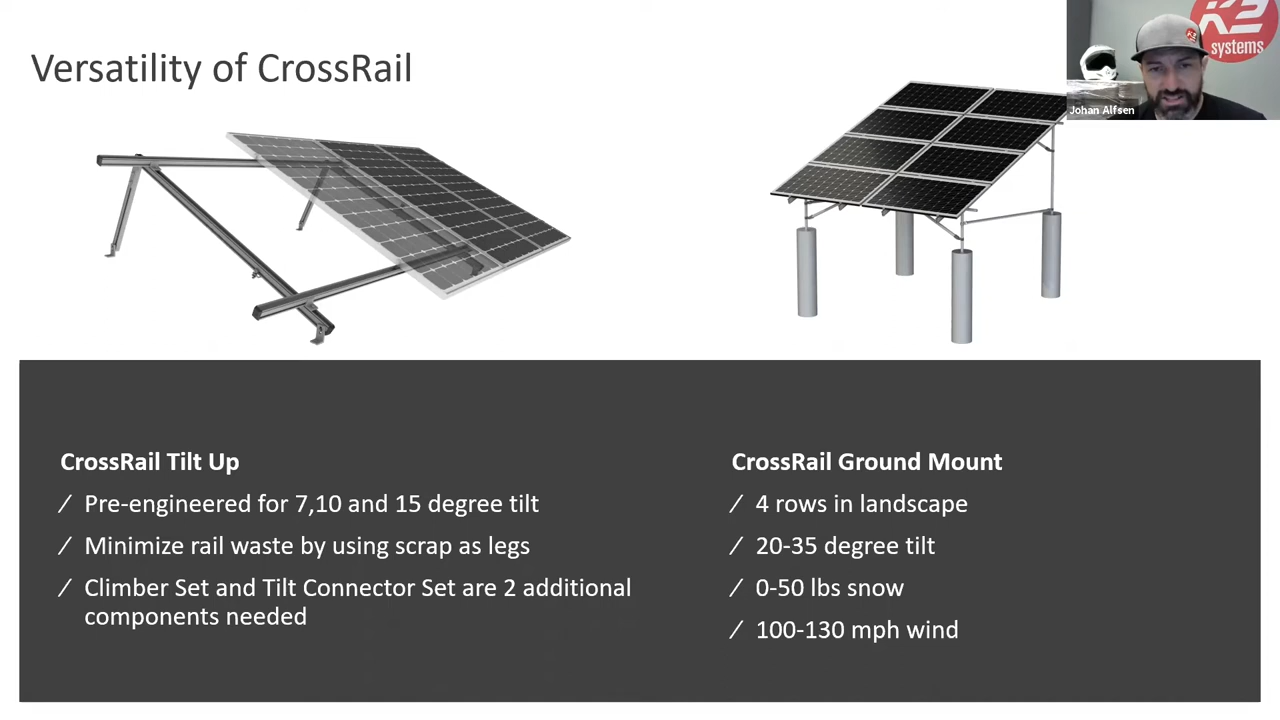 Versatility of CrossRail
K2
systems
Johan Alfsen
CrossRail Tilt Up
/ Pre-engineered for 7,10 and 15 degree tilt
/ Minimize rail waste by using scrap as legs
/ Climber Set and Tilt Connector Set are 2 additional
components needed
CrossRail Ground Mount
/ 4 rows in landscape
/ 20-35 degree tilt
/ 0-50 lbs snow
/ 100-130 mph wind